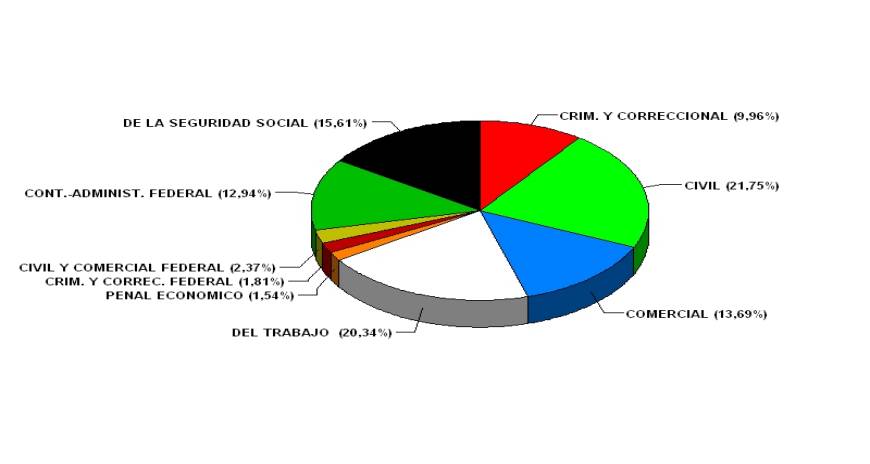 CRIM. Y CORRECCIONAL (9,96%)
DE LA SEGURIDAD SOCIAL (15,61%)
CIVIL (21,75%)
CONT.-ADMINIST. FEDERAL (12,94%)
CIVIL Y COMERCIAL FEDERAL (2,37%)
CRIM. Y CORREC. FEDERAL (1,81%)
PENAL ECONOMICO (1,54%)
COMERCIAL (13,69%)
DEL TRABAJO (20,34%)